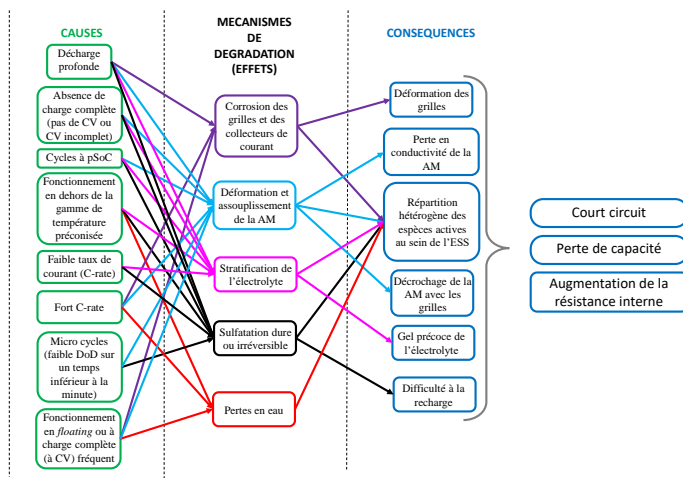 CAUSES
MECANISMES
DE
DEGRADATION
(EFFETS)
CONSEQUENCES
Décharge
profonde
Absence de
charge complète
(pas de CV ou
CV incomplet)
Cycles à pSoC
Fonctionnement
en dehors de la
gamme de
température
préconisée
Faible taux de
courant (C-rate)
Fort C-rate
Micro cycles
(faible DoD sur
un temps
inférieur à la
minute)
Fonctionnement
en floating ou à
charge complète
(à CV) fréquent
Corrosion des
grilles et des
collecteurs de
courant
Déformation et
assouplissement
de la AM
Stratification de
l’électrolyte
Sulfatation dure
ou irréversible
Pertes en eau
Déformation des
grilles
Perte en
conductivité de la
AM
Répartition
hétérogène des
espèces actives
au sein de l’ESS
Décrochage de la
AM avec les
grilles
Gel précoce de
l’électrolyte
Difficulté à la
recharge
Court circuit
Perte de capacité
Augmentation de la
résistance interne